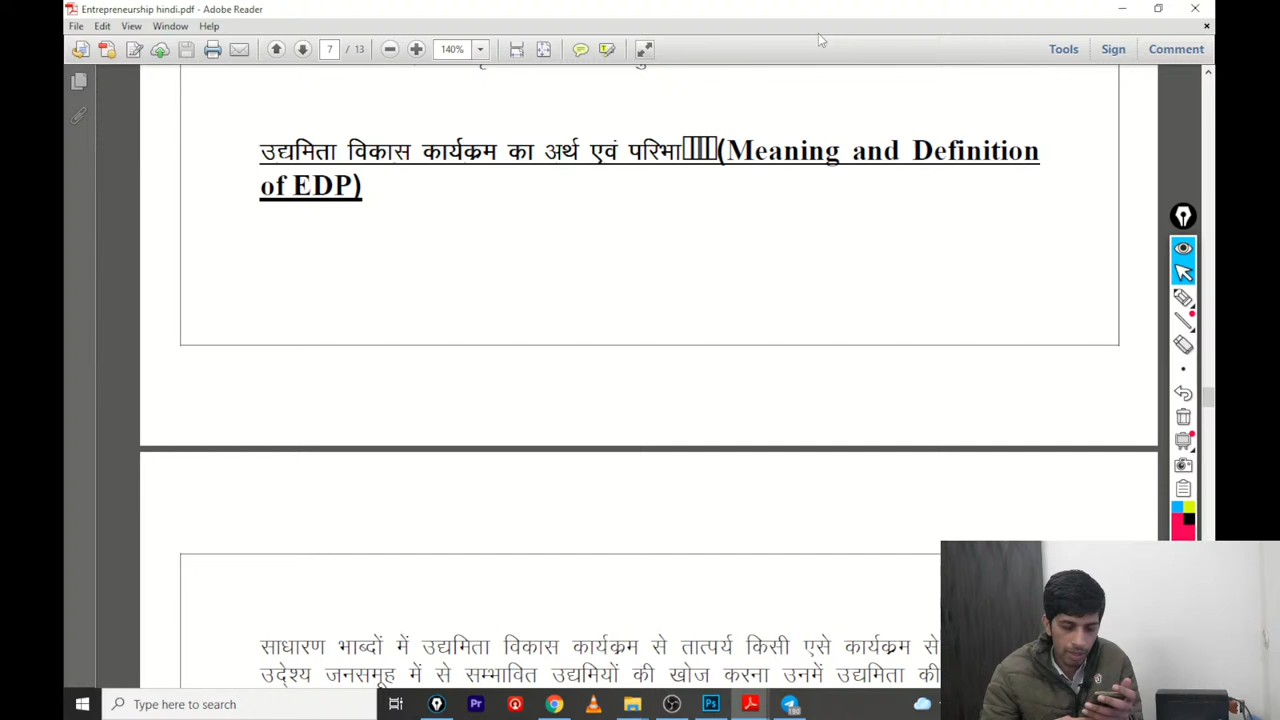 Entrepreneurship hindi.pdf - Adobe Reader
File Edit View Window Help
7 / 13 140% Tools Sign Comment
उद्यमिता विकास कार्यक्रम का अर्थ एवं परिभा(Meaning and Definition
of EDP)
साधारण भाब्दों में उद्यमिता विकास कार्यक्रम से तात्पर्य किसी एसे कार्यक्रम से
उदेश्य जनसमूह में से सम्भावित उद्यमियों की खोज करना उनमें उद्यमिता की
Type here to search